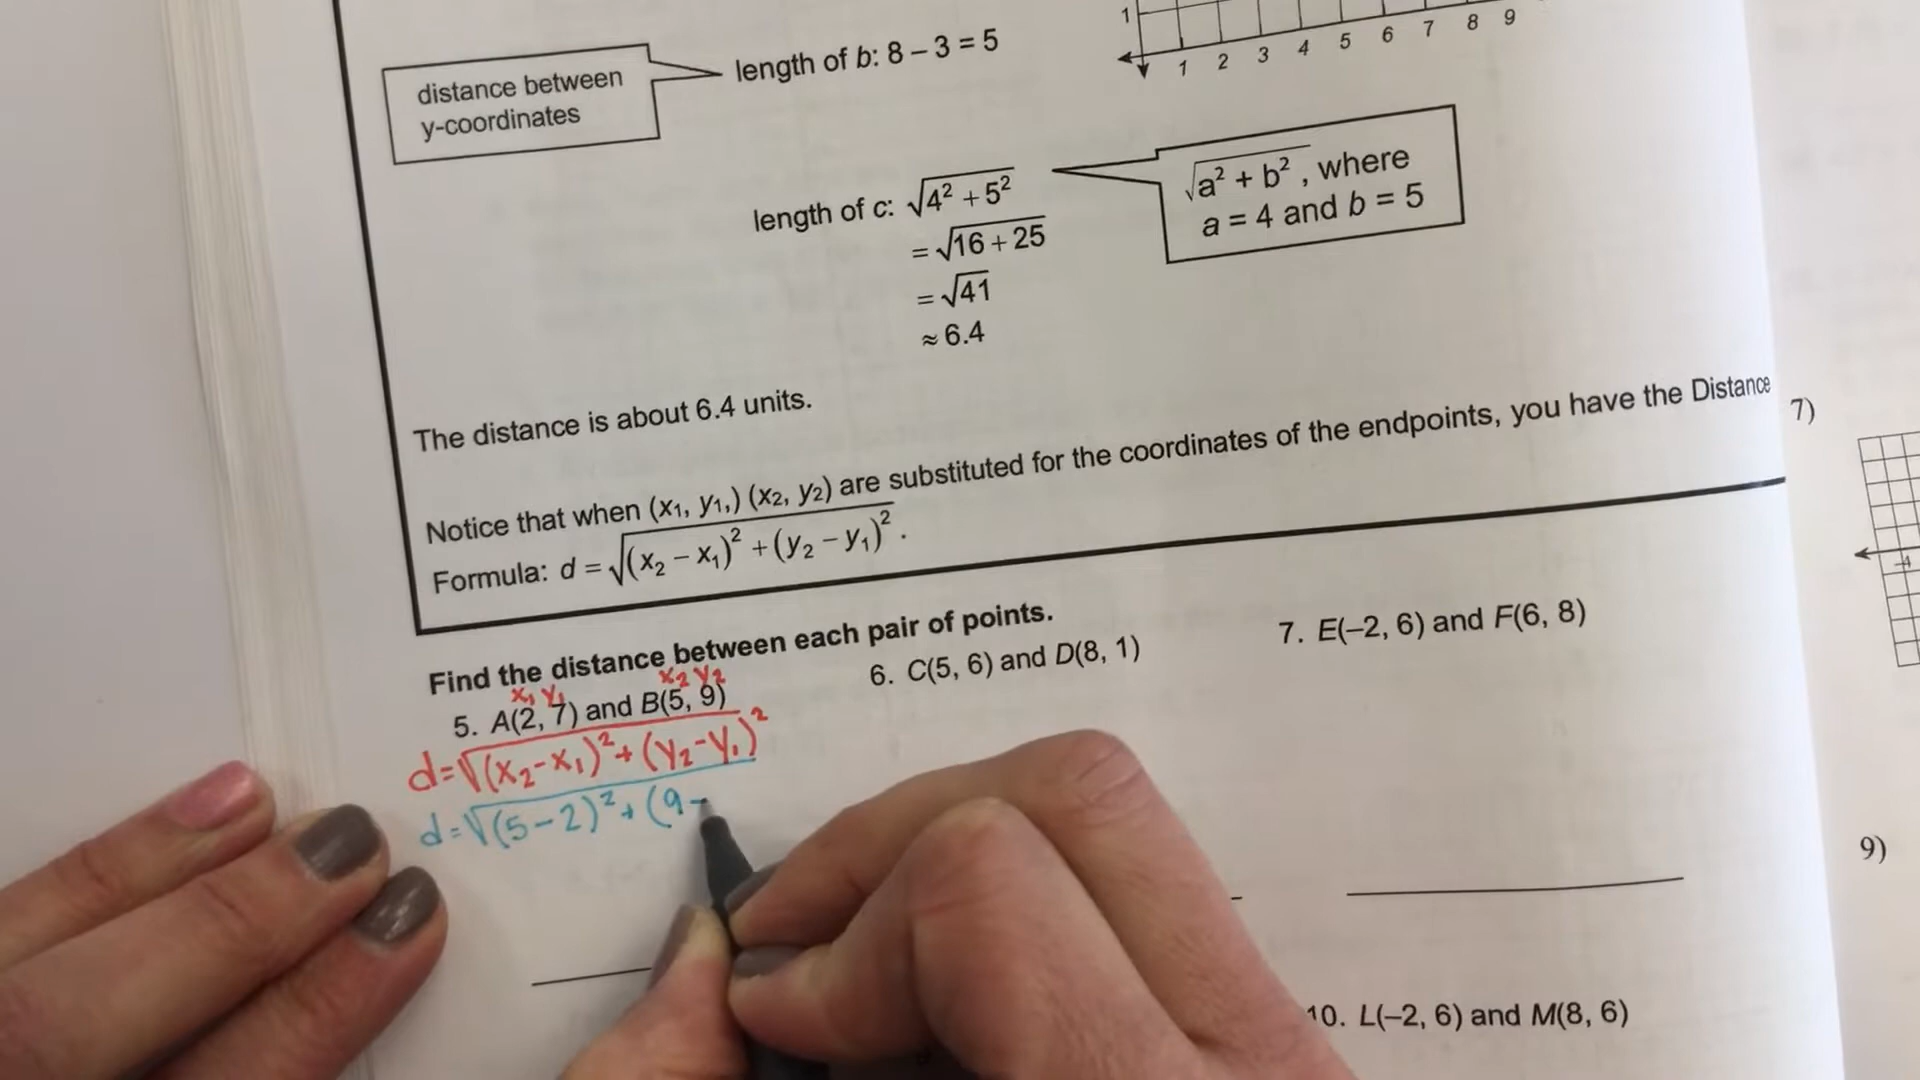 1
1 2 3 4 5 6 7 8 9
distance between
y-coordinates
length of b: 8 – 3 = 5
length of c: √4² + 5²
= √16 + 25
= √41
≈ 6.4
√a² + b² , where
a = 4 and b = 5
The distance is about 6.4 units.
Notice that when (x₁, y₁,) (x₂, y₂) are substituted for the coordinates of the endpoints, you have the Distance
Formula: d = √(x₂ – x₁)² + (y₂ – y₁)² .
Find the distance between each pair of points.
x₁ y₁ x₂ y₂
5. A(2, 7) and B(5, 9)
d=√(x₂-x₁)²+(y₂-y₁)²
d=√(5-2)²+(9-
6. C(5, 6) and D(8, 1)
7. E(–2, 6) and F(6, 8)
10. L(–2, 6) and M(8, 6)
7)
-4
9)